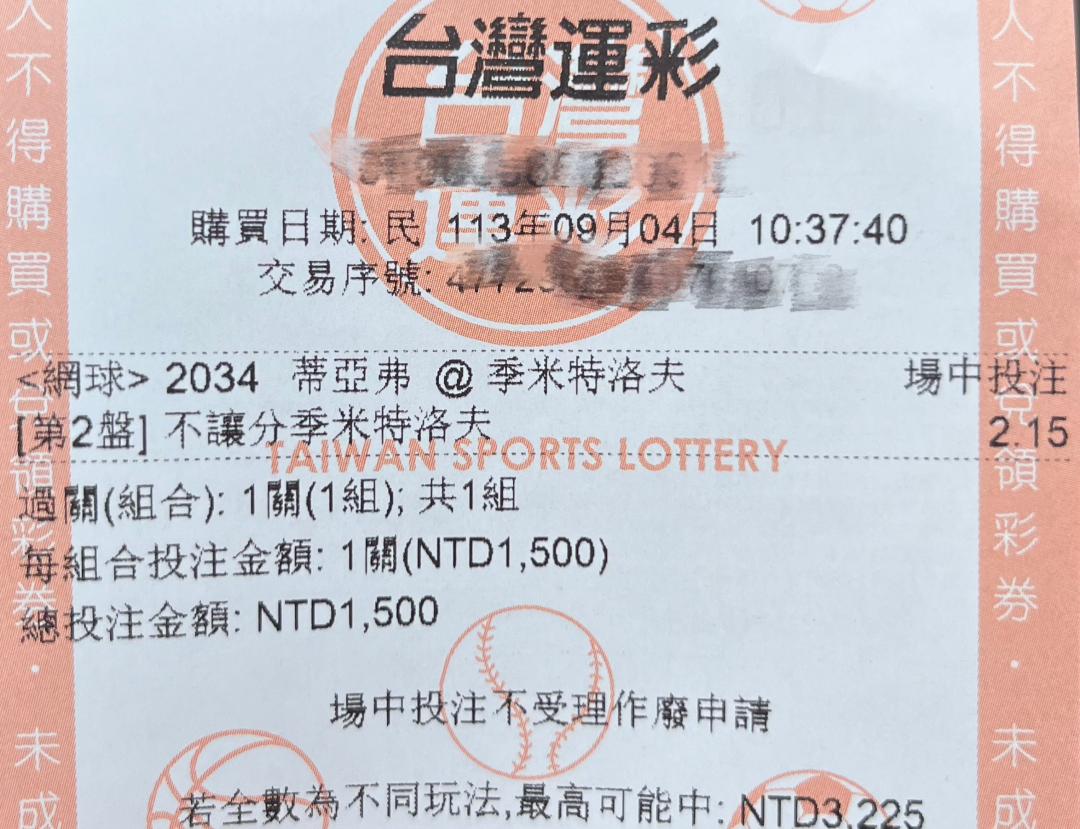 台灣運彩
購買日期: 民 113年09月04日 10:37:40
交易序號:
<網球> 2034 蒂亞弗 @ 季米特洛夫 場中投注
[第2盤] 不讓分季米特洛夫 2.15
TAIWAN SPORTS LOTTERY
過關(組合): 1關(1組); 共1組
每組合投注金額: 1關(NTD1,500)
總投注金額: NTD1,500
場中投注不受理作廢申請
若全數為不同玩法,最高可能中: NTD3,225
台灣運彩
人不得購買或兌領彩券・未成
人不得購買或兌領彩券・未成